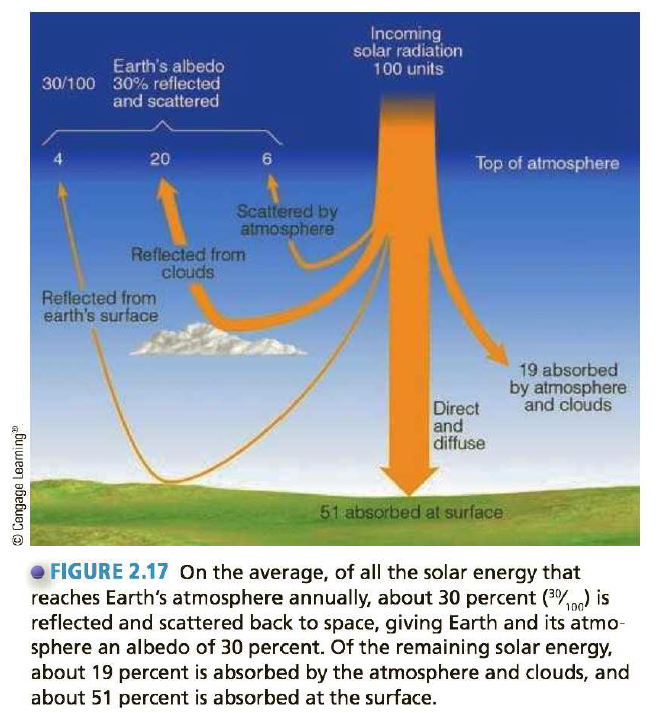 Incoming
solar radiation
100 units
Earth's albedo
30/100 30% reflected
and scattered
4 20 6
Top of atmosphere
Scattered by
atmosphere
Reflected from
clouds
Reflected from
earth's surface
19 absorbed
by atmosphere
and clouds
Direct
and
diffuse
51 absorbed at surface
© Cengage Learning®
FIGURE 2.17 On the average, of all the solar energy that
reaches Earth's atmosphere annually, about 30 percent (30/100) is
reflected and scattered back to space, giving Earth and its atmo-
sphere an albedo of 30 percent. Of the remaining solar energy,
about 19 percent is absorbed by the atmosphere and clouds, and
about 51 percent is absorbed at the surface.